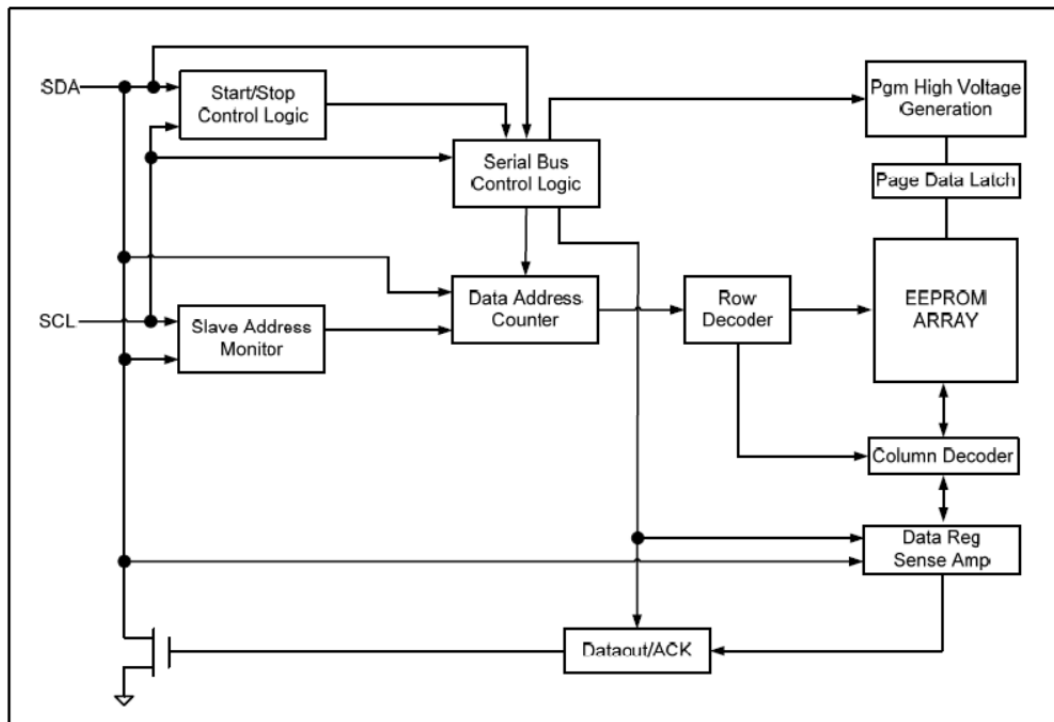 SDA
Start/Stop
Control Logic
Pgm High Voltage
Generation
Serial Bus
Control Logic
Page Data Latch
Data Address
Counter
Row
Decoder
EEPROM
ARRAY
SCL
Slave Address
Monitor
Column Decoder
Data Reg
Sense Amp
Dataout/ACK